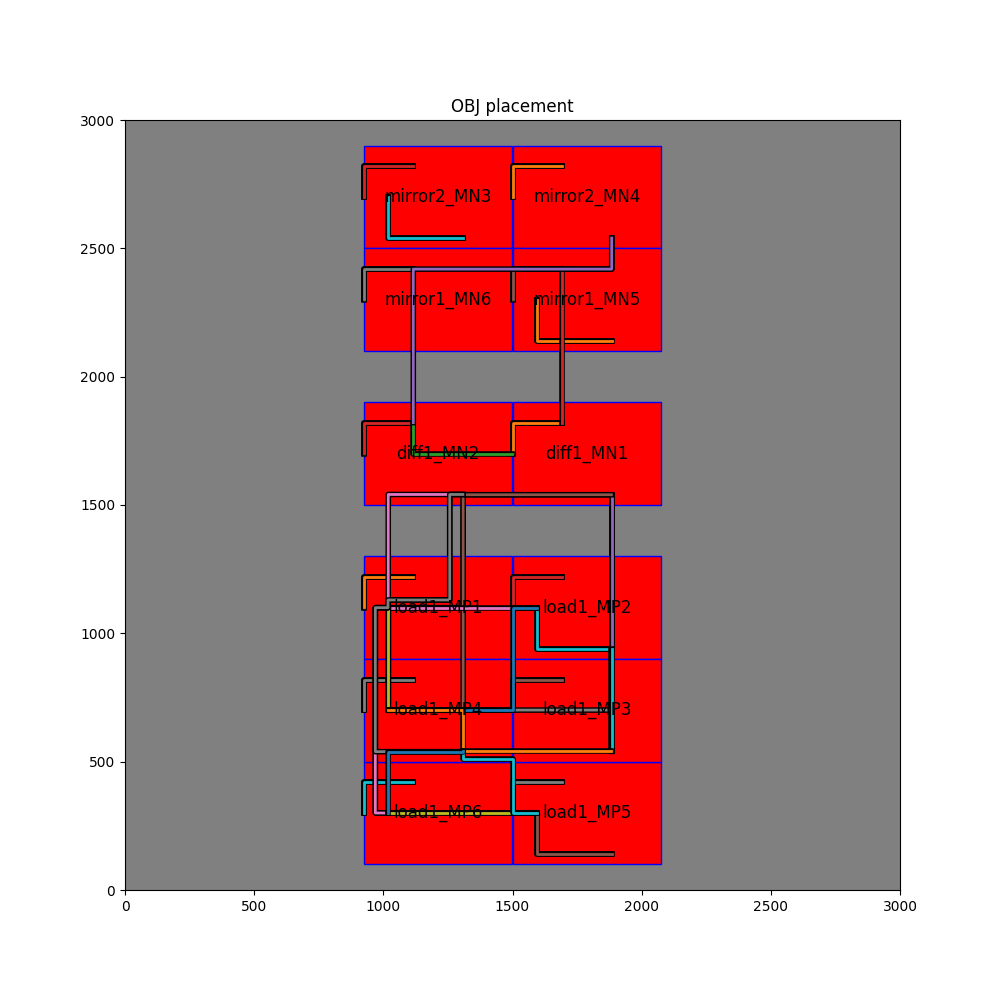 OBJ placement
3000
mirror2_MN3 mirror2_MN4
2500
mirror1_MN6 mirror1_MN5
2000
diff1_MN2 diff1_MN1
1500
load1_MP1 load1_MP2
1000
load1_MP4 load1_MP3
500
load1_MP6 load1_MP5
0
0 500 1000 1500 2000 2500 3000